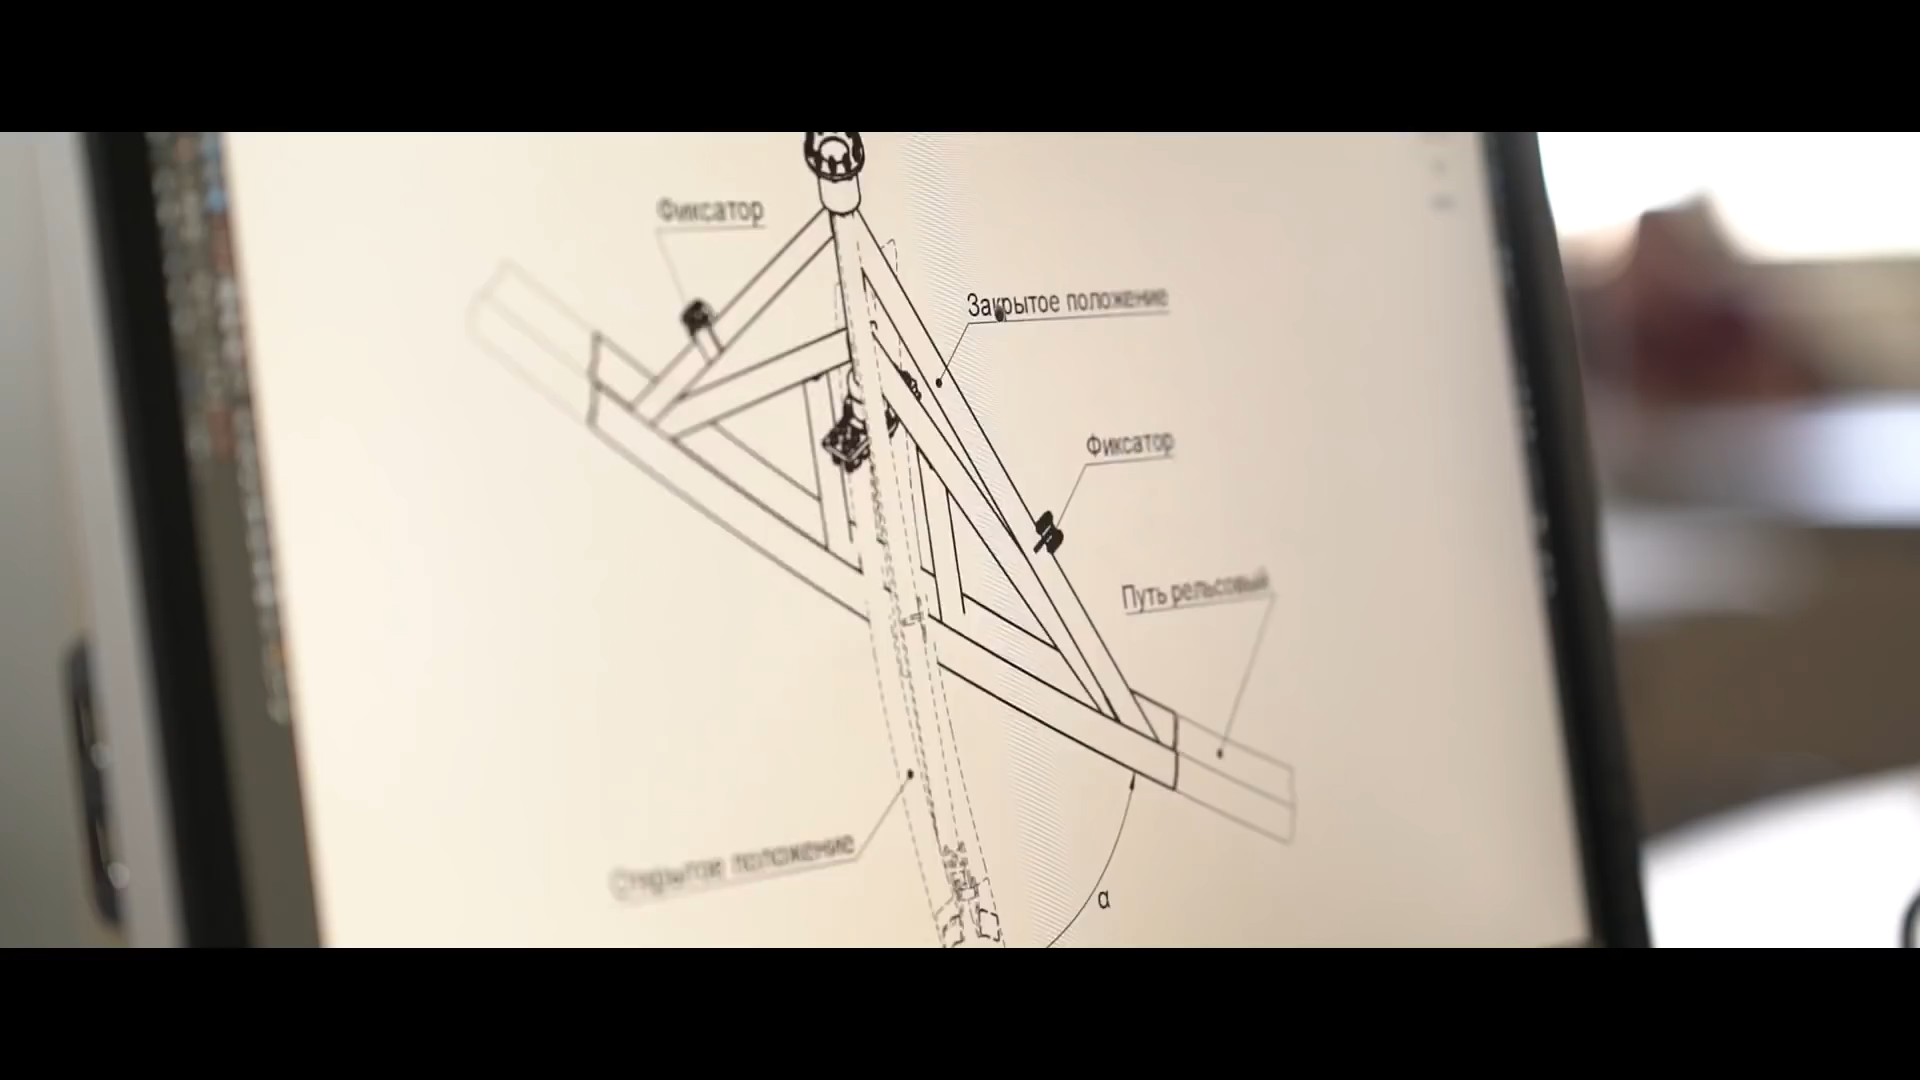 Фиксатор
Закрытое положение
Фиксатор
Путь рельсовый
Открытое положение
α